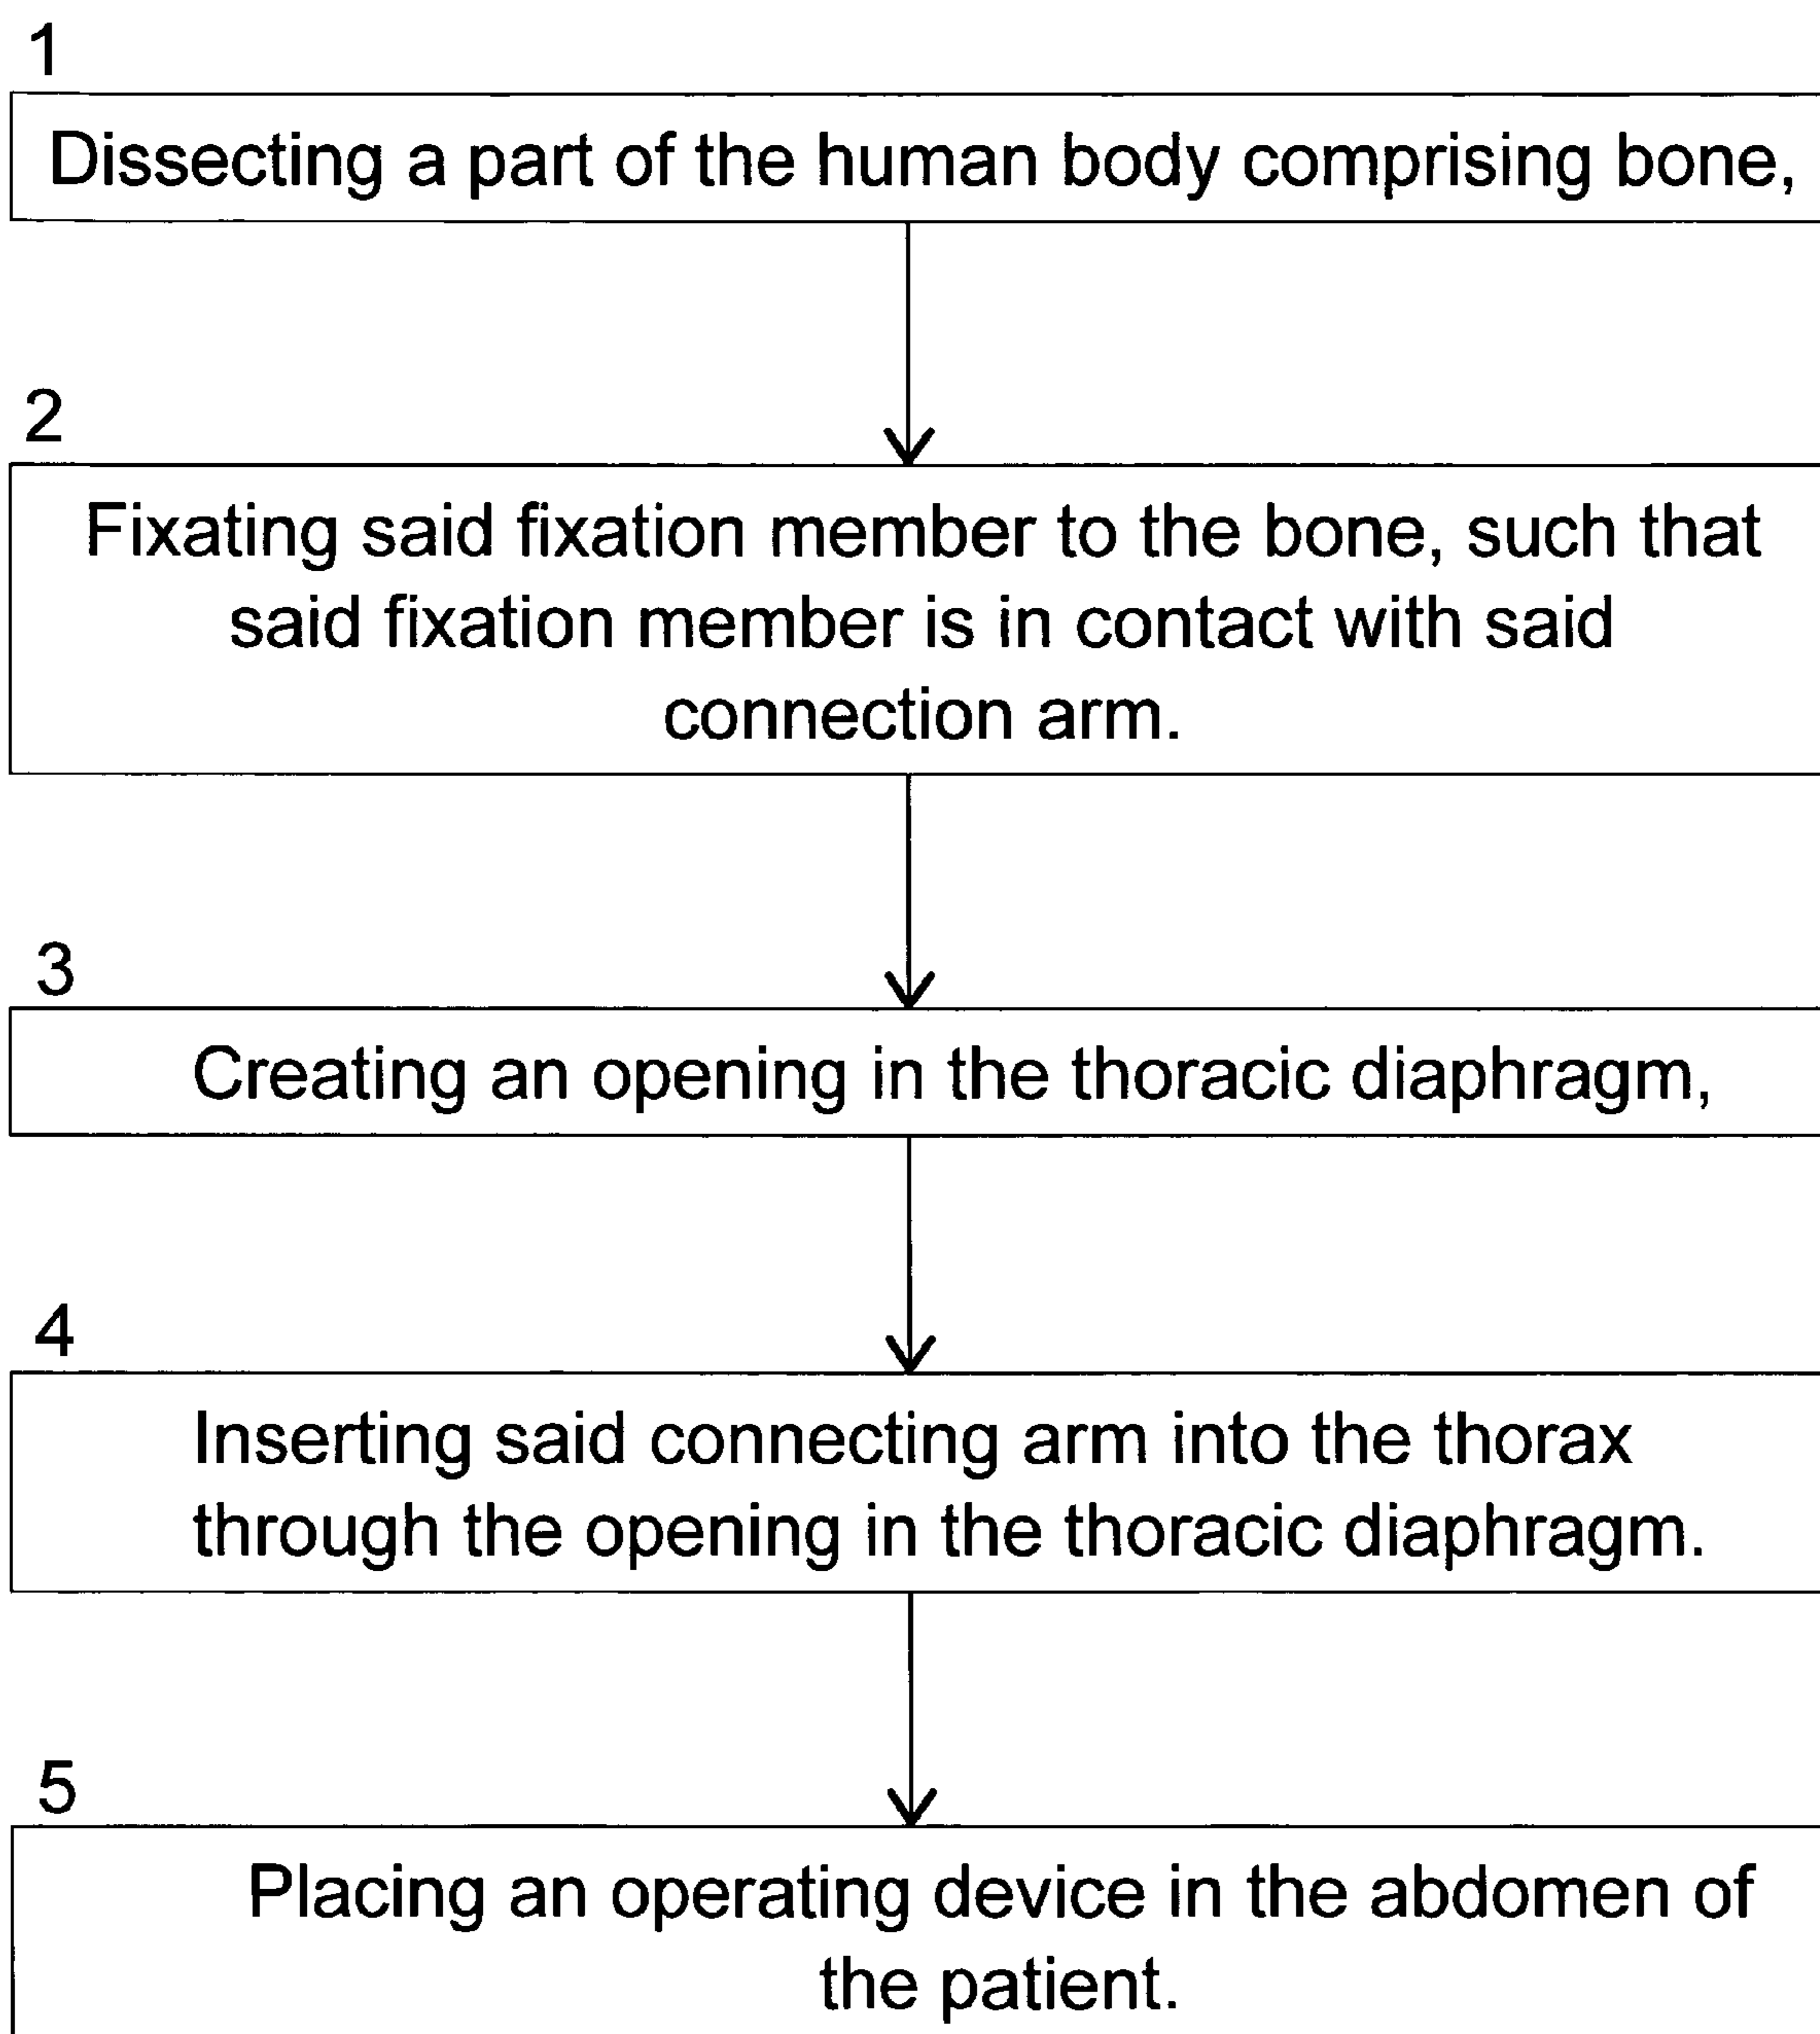 1
Dissecting a part of the human body comprising bone,
2
Fixating said fixation member to the bone, such that
said fixation member is in contact with said
connection arm.
3
Creating an opening in the thoracic diaphragm,
4
Inserting said connecting arm into the thorax
through the opening in the thoracic diaphragm.
5
Placing an operating device in the abdomen of
the patient.